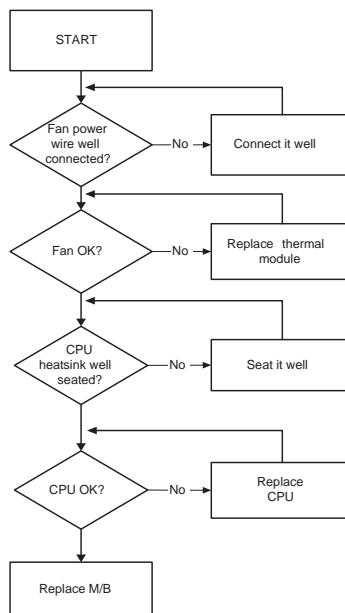 START
Fan power
wire well
connected?
No
Connect it well
Fan OK?
No
Replace thermal
module
CPU
heatsink well
seated?
No
Seat it well
CPU OK?
No
Replace
CPU
Replace M/B